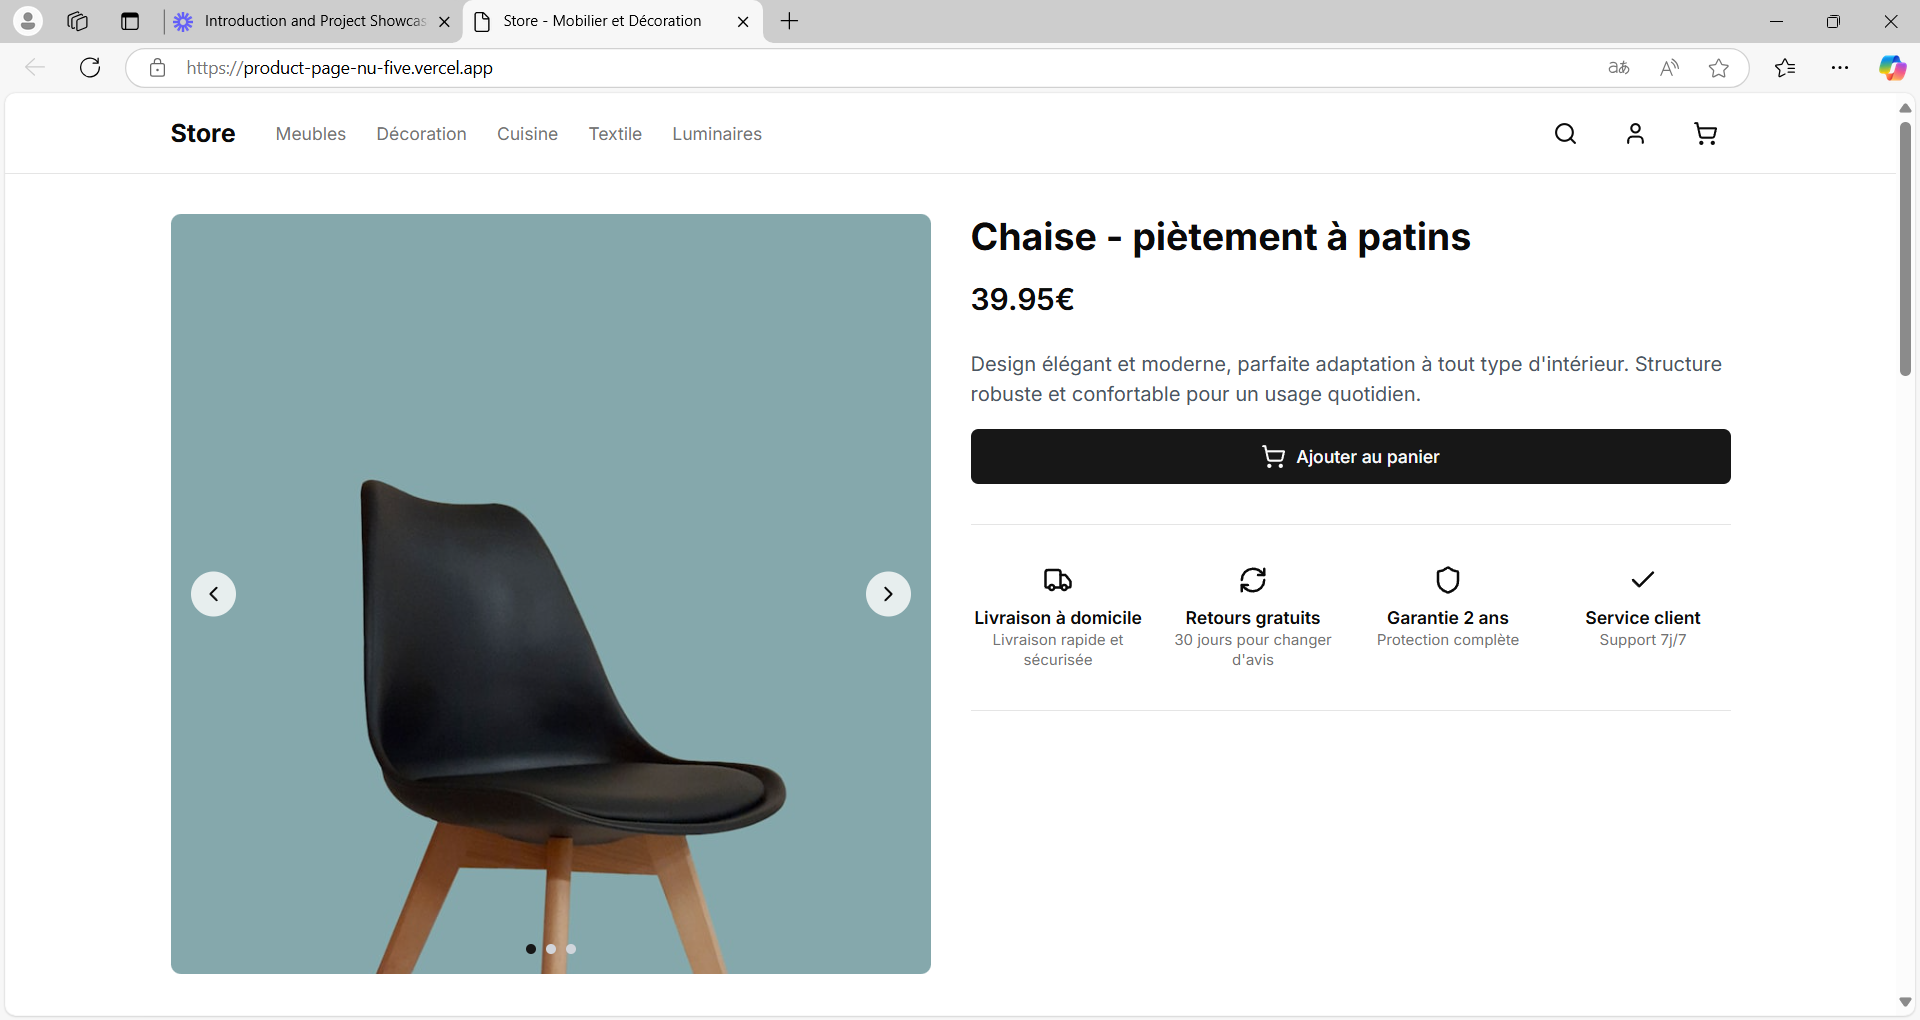 Introduction and Project Showcas
Store - Mobilier et Décoration
https://product-page-nu-five.vercel.app
aあ
A
Store
Meubles
Décoration
Cuisine
Textile
Luminaires
Chaise - piètement à patins
39.95€
Design élégant et moderne, parfaite adaptation à tout type d'intérieur. Structure
robuste et confortable pour un usage quotidien.
Ajouter au panier
Livraison à domicile
Livraison rapide et
sécurisée
Retours gratuits
30 jours pour changer
d'avis
Garantie 2 ans
Protection complète
Service client
Support 7j/7